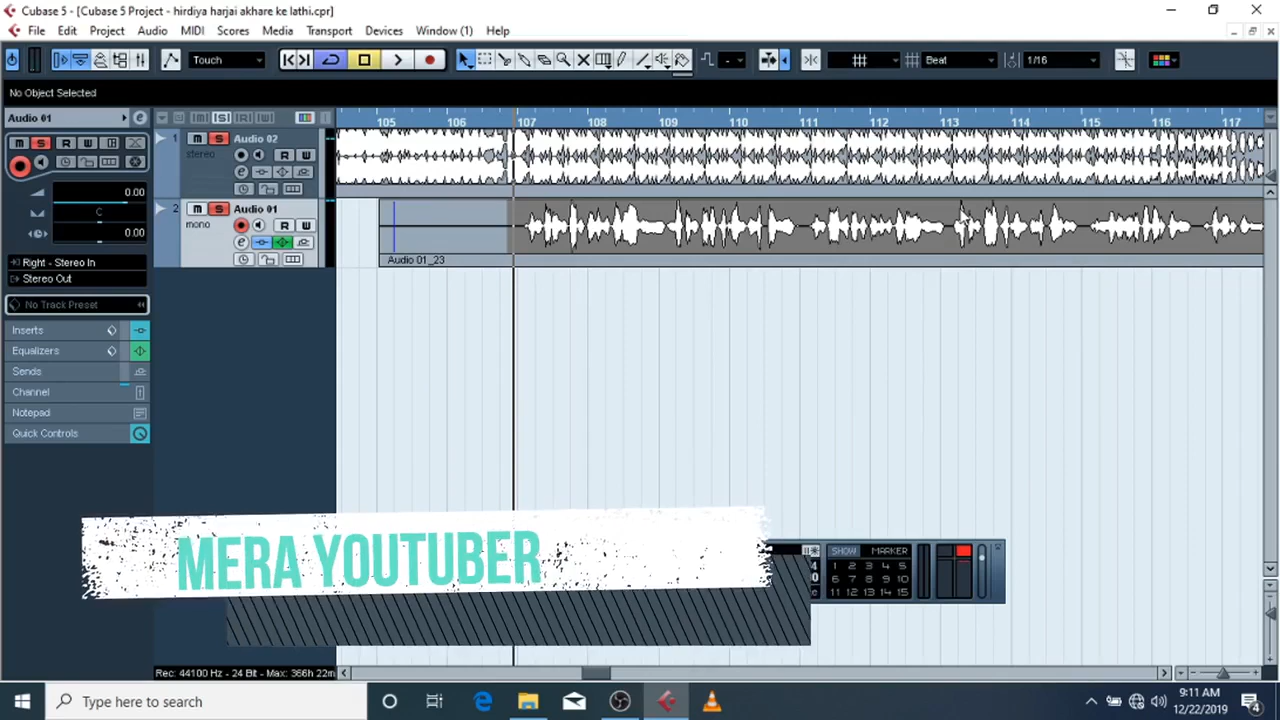 Cubase 5 - [Cubase 5 Project - hirdiya harjai akhare ke lathi.cpr]
File Edit Project Audio MIDI Scores Media Transport Devices Window (1) Help
Touch - Beat 1/16
No Object Selected
Audio 01
M S R W
0.00
C
0.00
Right - Stereo In
Stereo Out
No Track Preset
Inserts
Equalizers
Sends
Channel
Notepad
Quick Controls
M S R W
1 M S Audio 02
stereo R W
2 M S Audio 01
mono R W
105 106 107 108 109 110 111 112 113 114 115 116 117
Audio 01_23
MERA YOUTUBER
SHOW MARKER
1 2 3 4 5
6 7 8 9 10
11 12 13 14 15
Rec: 44100 Hz - 24 Bit - Max: 366h 22m
Type here to search
9:11 AM
12/22/2019
4